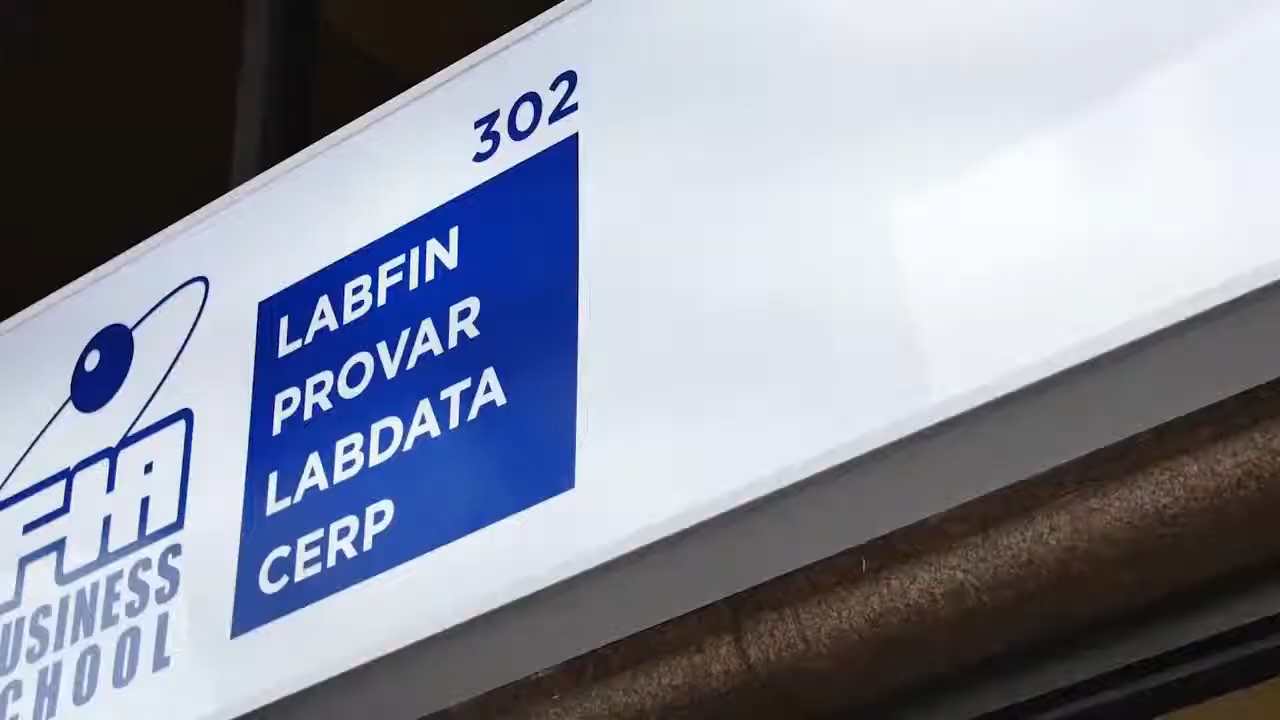 302
LABFIN
PROVAR
LABDATA
CERP
FIA
USINESS
CHOOL